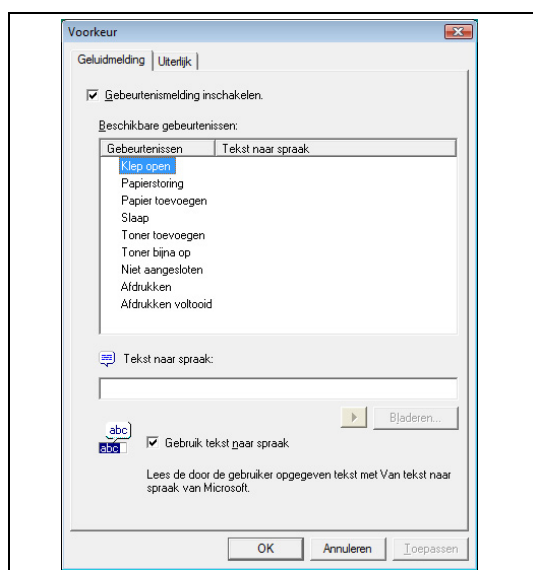 Voorkeur
Geluidmelding Uiterlijk
Gebeurtenismelding inschakelen.
Beschikbare gebeurtenissen:
Gebeurtenissen Tekst naar spraak
Klep open
Papierstoring
Papier toevoegen
Slaap
Toner toevoegen
Toner bijna op
Niet aangesloten
Afdrukken
Afdrukken voltooid
Tekst naar spraak:
Bladeren...
abc
abc
Gebruik tekst naar spraak
Lees de door de gebruiker opgegeven tekst met Van tekst naar
spraak van Microsoft.
OK Annuleren Toepassen